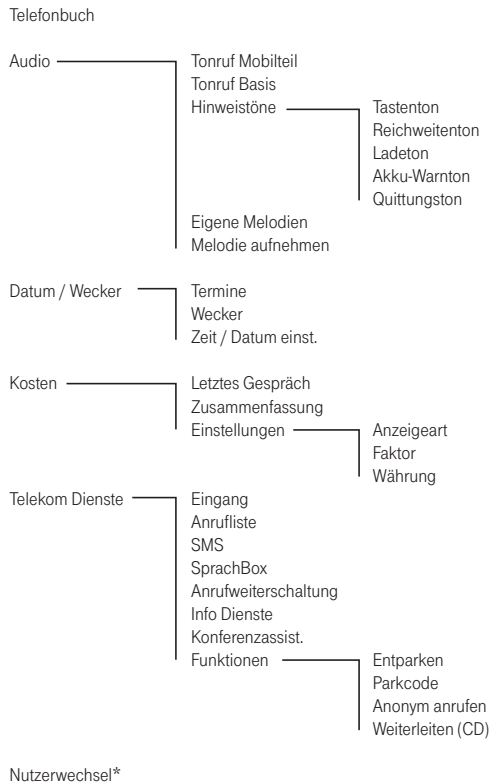 Telefonbuch
Audio
Tonruf Mobilteil
Tonruf Basis
Hinweistöne
Tastenton
Reichweitenton
Ladeton
Akku-Warnton
Quittungston
Eigene Melodien
Melodie aufnehmen
Datum / Wecker
Termine
Wecker
Zeit / Datum einst.
Kosten
Letztes Gespräch
Zusammenfassung
Einstellungen
Anzeigeart
Faktor
Währung
Telekom Dienste
Eingang
Anrufliste
SMS
SprachBox
Anrufweiterschaltung
Info Dienste
Konferenzassist.
Funktionen
Entparken
Parkcode
Anonym anrufen
Weiterleiten (CD)
Nutzerwechsel*